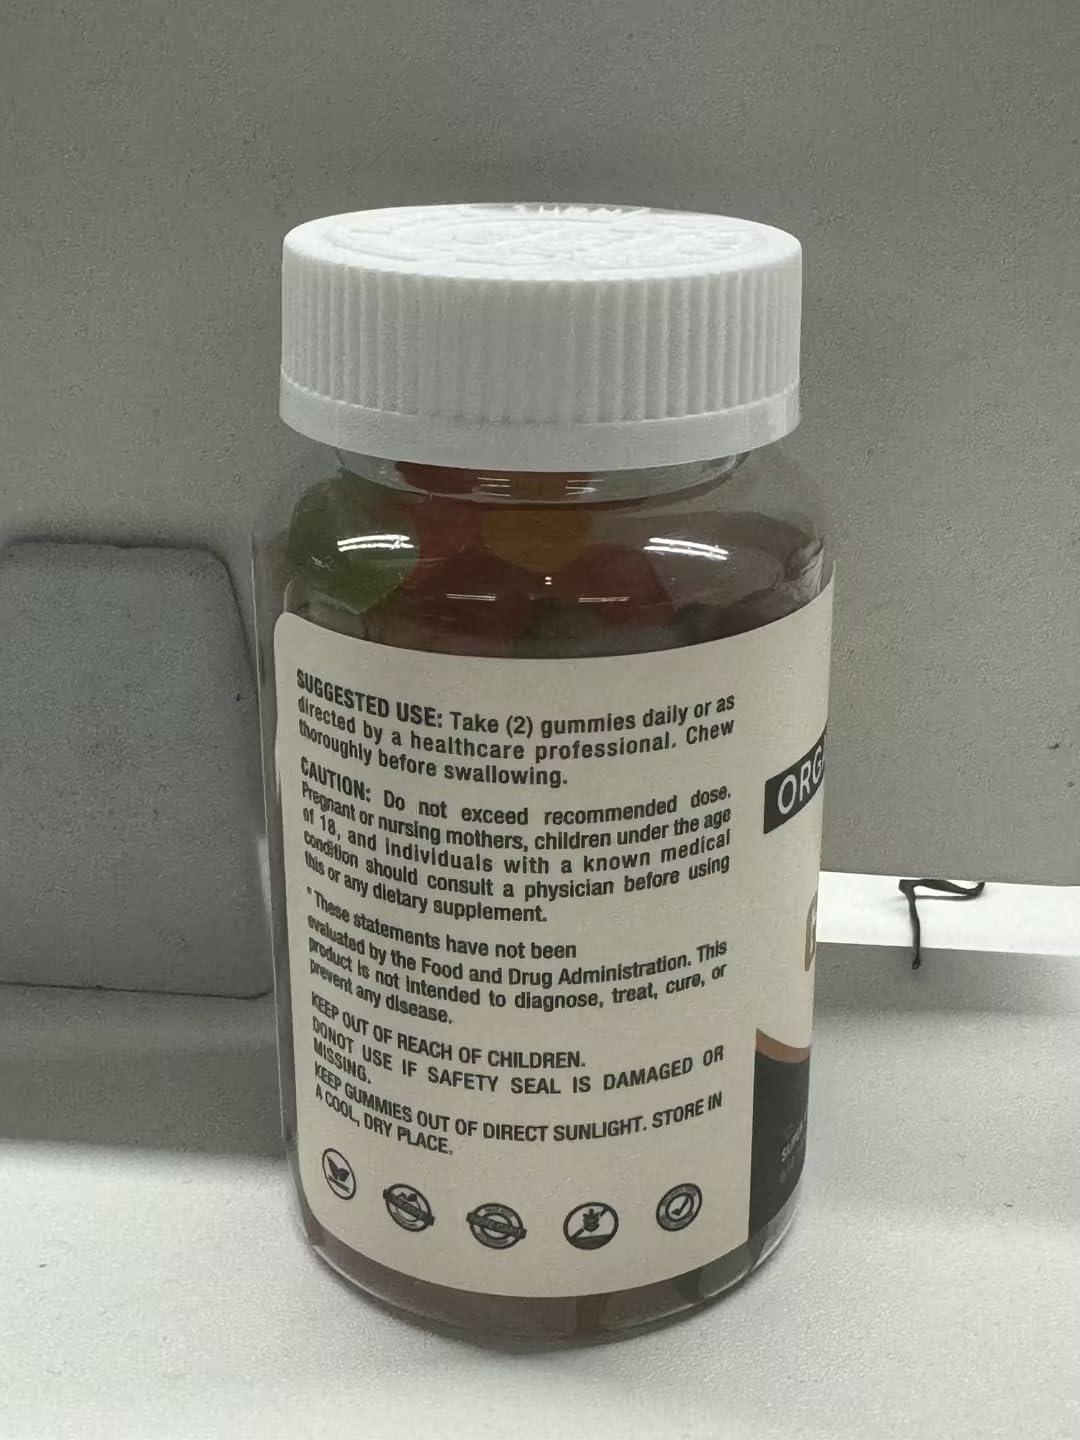 SUGGESTED USE: Take (2) gummies daily or as
directed by a healthcare professional. Chew
thoroughly before swallowing.
CAUTION: Do not exceed recommended dose.
Pregnant or nursing mothers, children under the age
of 18, and individuals with a known medical
condition should consult a physician before using
this or any dietary supplement.
* These statements have not been
evaluated by the Food and Drug Administration. This
product is not intended to diagnose, treat, cure, or
prevent any disease.
KEEP OUT OF REACH OF CHILDREN.
DONOT USE IF SAFETY SEAL IS DAMAGED OR
MISSING.
KEEP GUMMIES OUT OF DIRECT SUNLIGHT. STORE IN
A COOL, DRY PLACE.
ORG